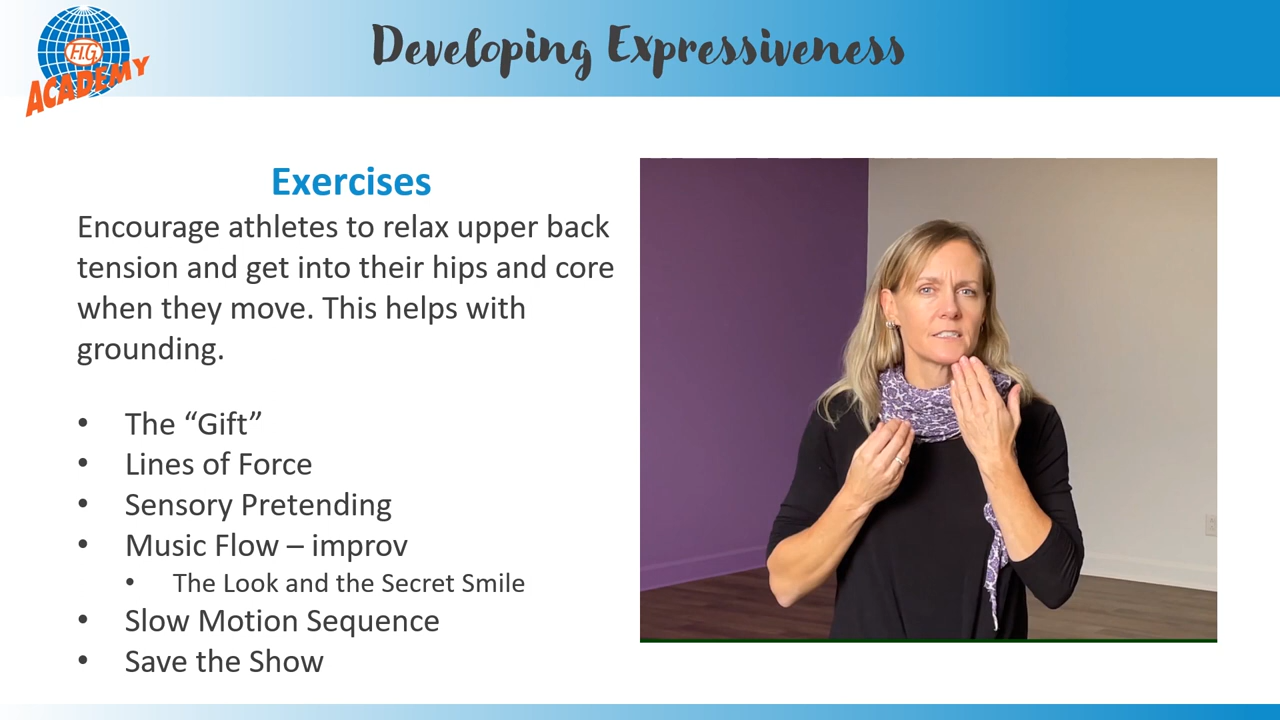 F.I.G.
ACADEMY
Developing Expressiveness
Exercises
Encourage athletes to relax upper back
tension and get into their hips and core
when they move. This helps with
grounding.
• The “Gift”
• Lines of Force
• Sensory Pretending
• Music Flow – improv
• The Look and the Secret Smile
• Slow Motion Sequence
• Save the Show